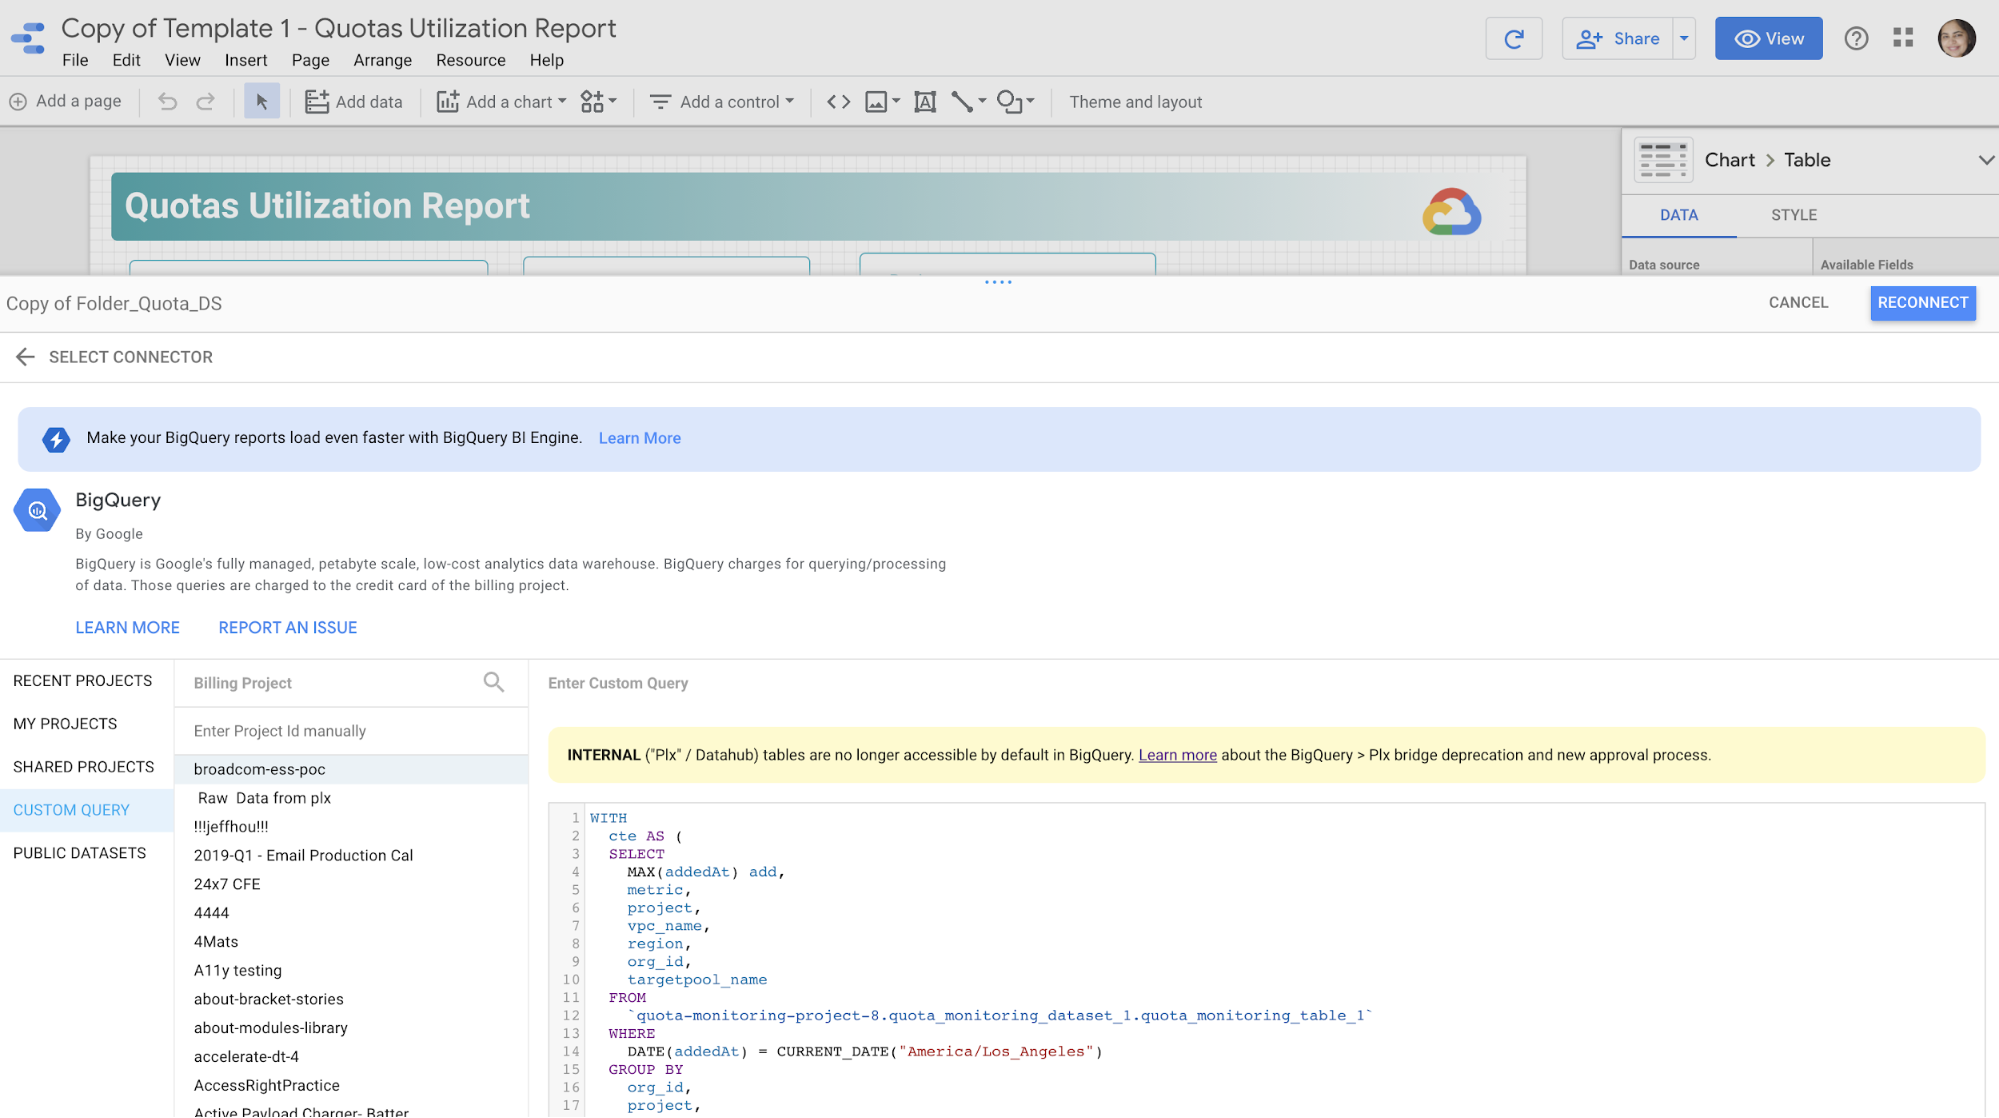 Copy of Template 1 - Quotas Utilization Report
File Edit View Insert Page Arrange Resource Help
Share
View
Add a page
Add data
Add a chart
Add a control
Theme and layout
Quotas Utilization Report
Chart > Table
DATA STYLE
Data source
Available Fields
Copy of Folder_Quota_DS
CANCEL
RECONNECT
SELECT CONNECTOR
Make your BigQuery reports load even faster with BigQuery BI Engine. Learn More
BigQuery
By Google
BigQuery is Google's fully managed, petabyte scale, low-cost analytics data warehouse. BigQuery charges for querying/processing
of data. Those queries are charged to the credit card of the billing project.
LEARN MORE REPORT AN ISSUE
RECENT PROJECTS
MY PROJECTS
SHARED PROJECTS
CUSTOM QUERY
PUBLIC DATASETS
Billing Project
Enter Project Id manually
broadcom-ess-poc
Raw Data from plx
!!!jeffhou!!!
2019-Q1 - Email Production Cal
24x7 CFE
4444
4Mats
A11y testing
about-bracket-stories
about-modules-library
accelerate-dt-4
AccessRightPractice
Active Payload Charger- Batter
Enter Custom Query
INTERNAL ("Plx" / Datahub) tables are no longer accessible by default in BigQuery. Learn more about the BigQuery > Plx bridge deprecation and new approval process.
1 WITH
2 cte AS (
3 SELECT
4 MAX(addedAt) add,
5 metric,
6 project,
7 vpc_name,
8 region,
9 org_id,
10 targetpool_name
11 FROM
12 `quota-monitoring-project-8.quota_monitoring_dataset_1.quota_monitoring_table_1`
13 WHERE
14 DATE(addedAt) = CURRENT_DATE("America/Los_Angeles")
15 GROUP BY
16 org_id,
17 project,